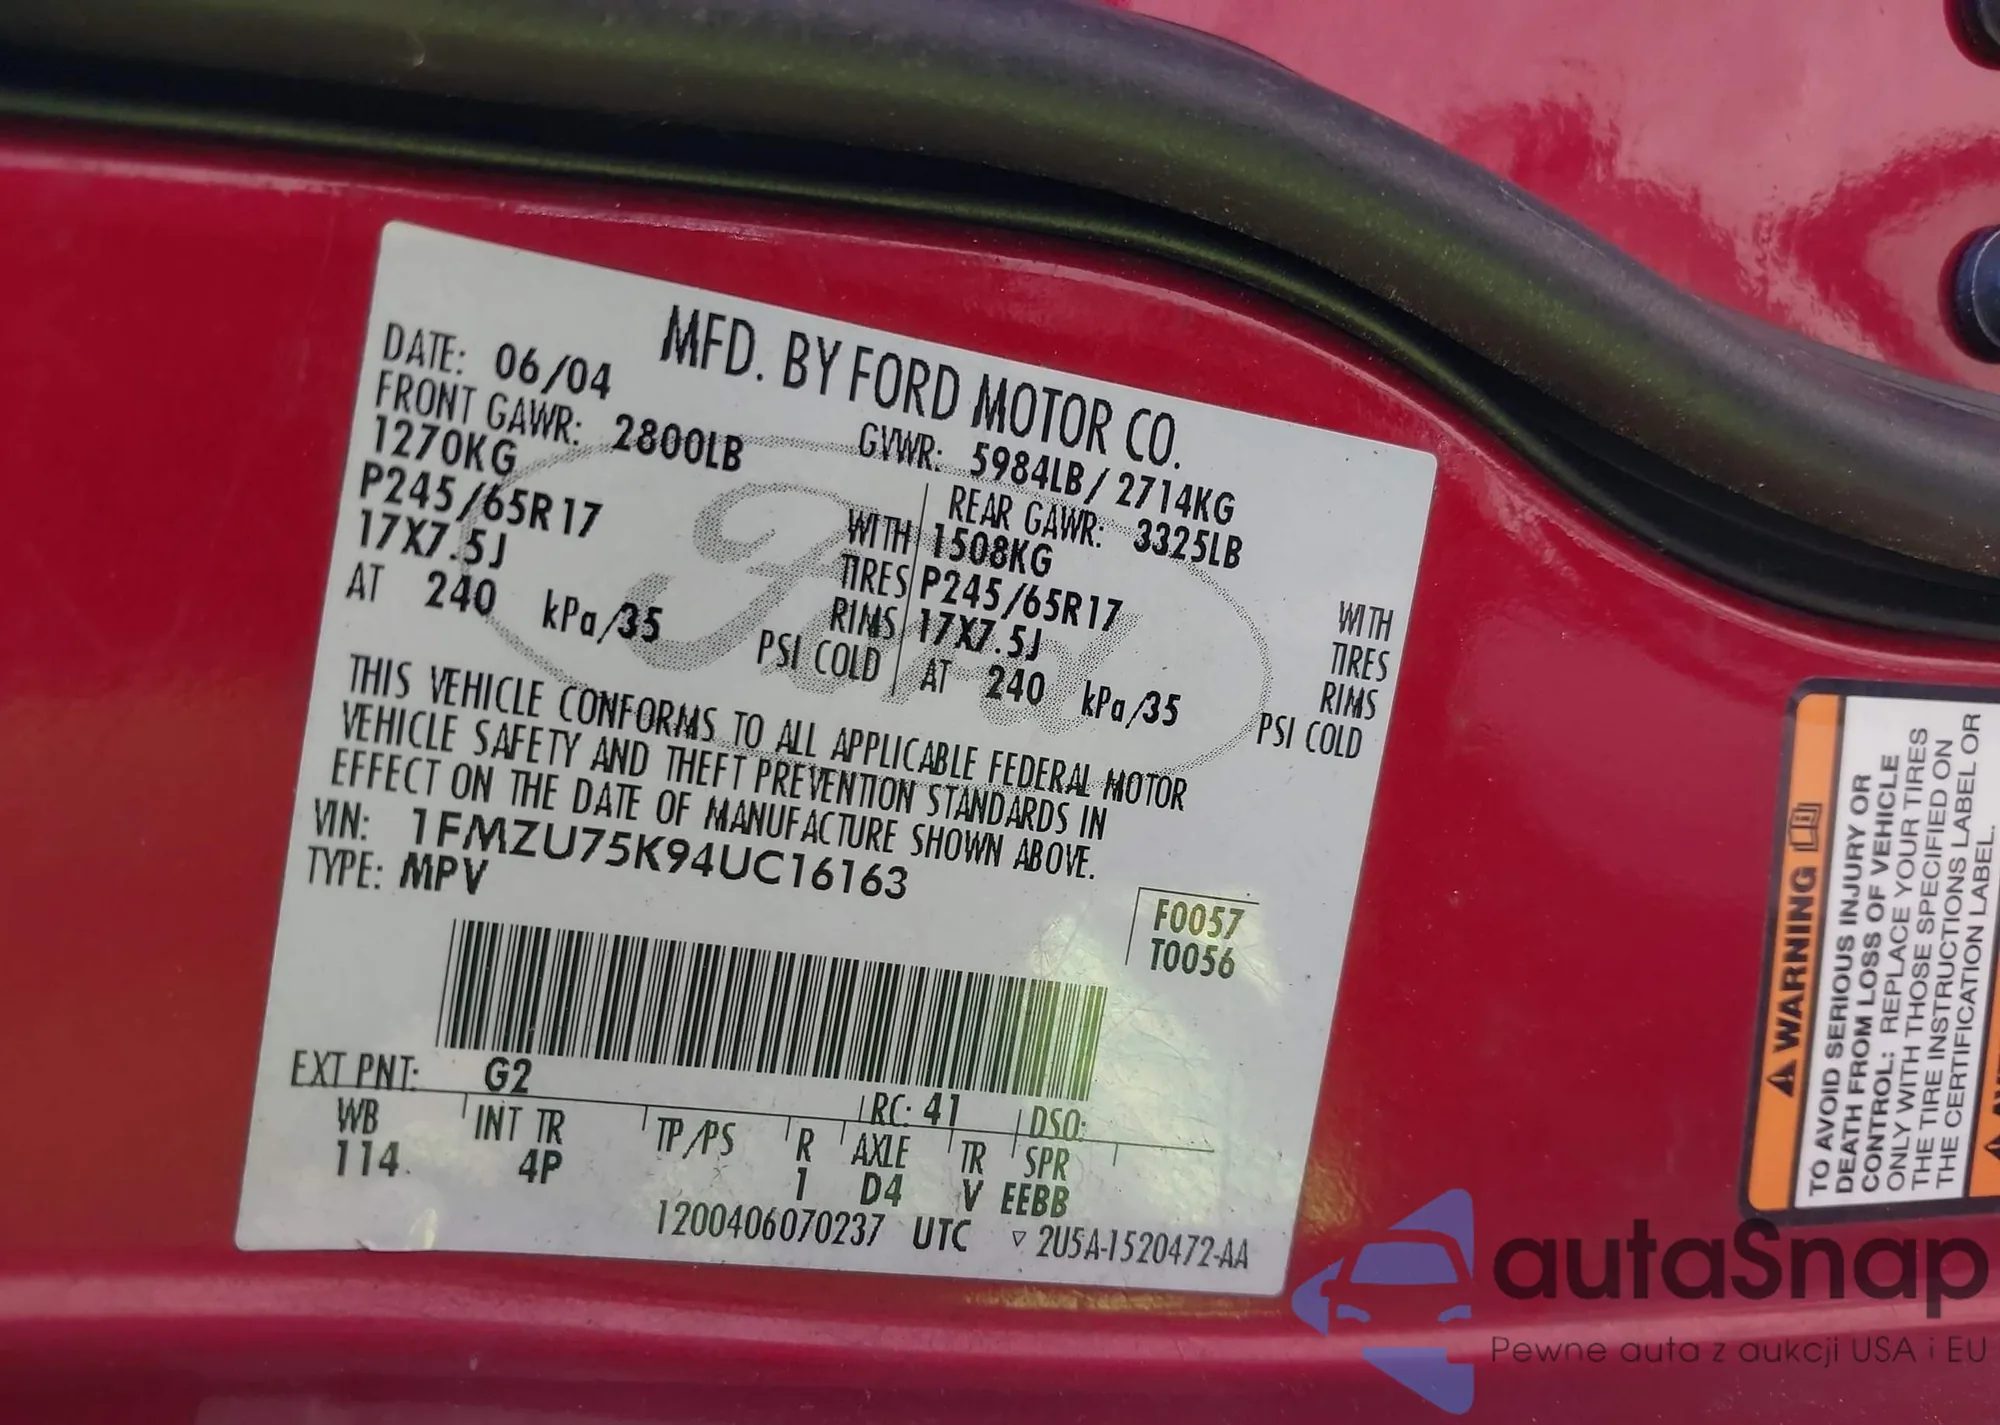 MFD. BY FORD MOTOR CO.
DATE: 06/04
GVWR: 5984LB / 2714KG
FRONT GAWR: 2800LB
REAR GAWR: 3325LB
1270KG WITH
1508KG WITH
P245/65R17 TIRES
P245/65R17 TIRES
17X7.5J RIMS
17X7.5J RIMS
AT 240 kPa/35 PSI COLD
AT 240 kPa/35 PSI COLD
THIS VEHICLE CONFORMS TO ALL APPLICABLE FEDERAL MOTOR
VEHICLE SAFETY AND THEFT PREVENTION STANDARDS IN
EFFECT ON THE DATE OF MANUFACTURE SHOWN ABOVE.
VIN: 1FMZU75K94UC16163
TYPE: MPV
F0057
T0056
EXT PNT: G2
RC: 41
DSO:
WB INT TR TP/PS R AXLE TR SPR
114 4P 1 D4 V EEBB
1200406070237 UTC ▽ 2U5A-1520472-AA
Ford
WARNING
TO AVOID SERIOUS INJURY OR
DEATH FROM LOSS OF VEHICLE
CONTROL: REPLACE YOUR TIRES
ONLY WITH THOSE SPECIFIED ON
THE TIRE INSTRUCTIONS LABEL OR
THE CERTIFICATION LABEL.
autaSnap
Pewne auta z aukcji USA i EU